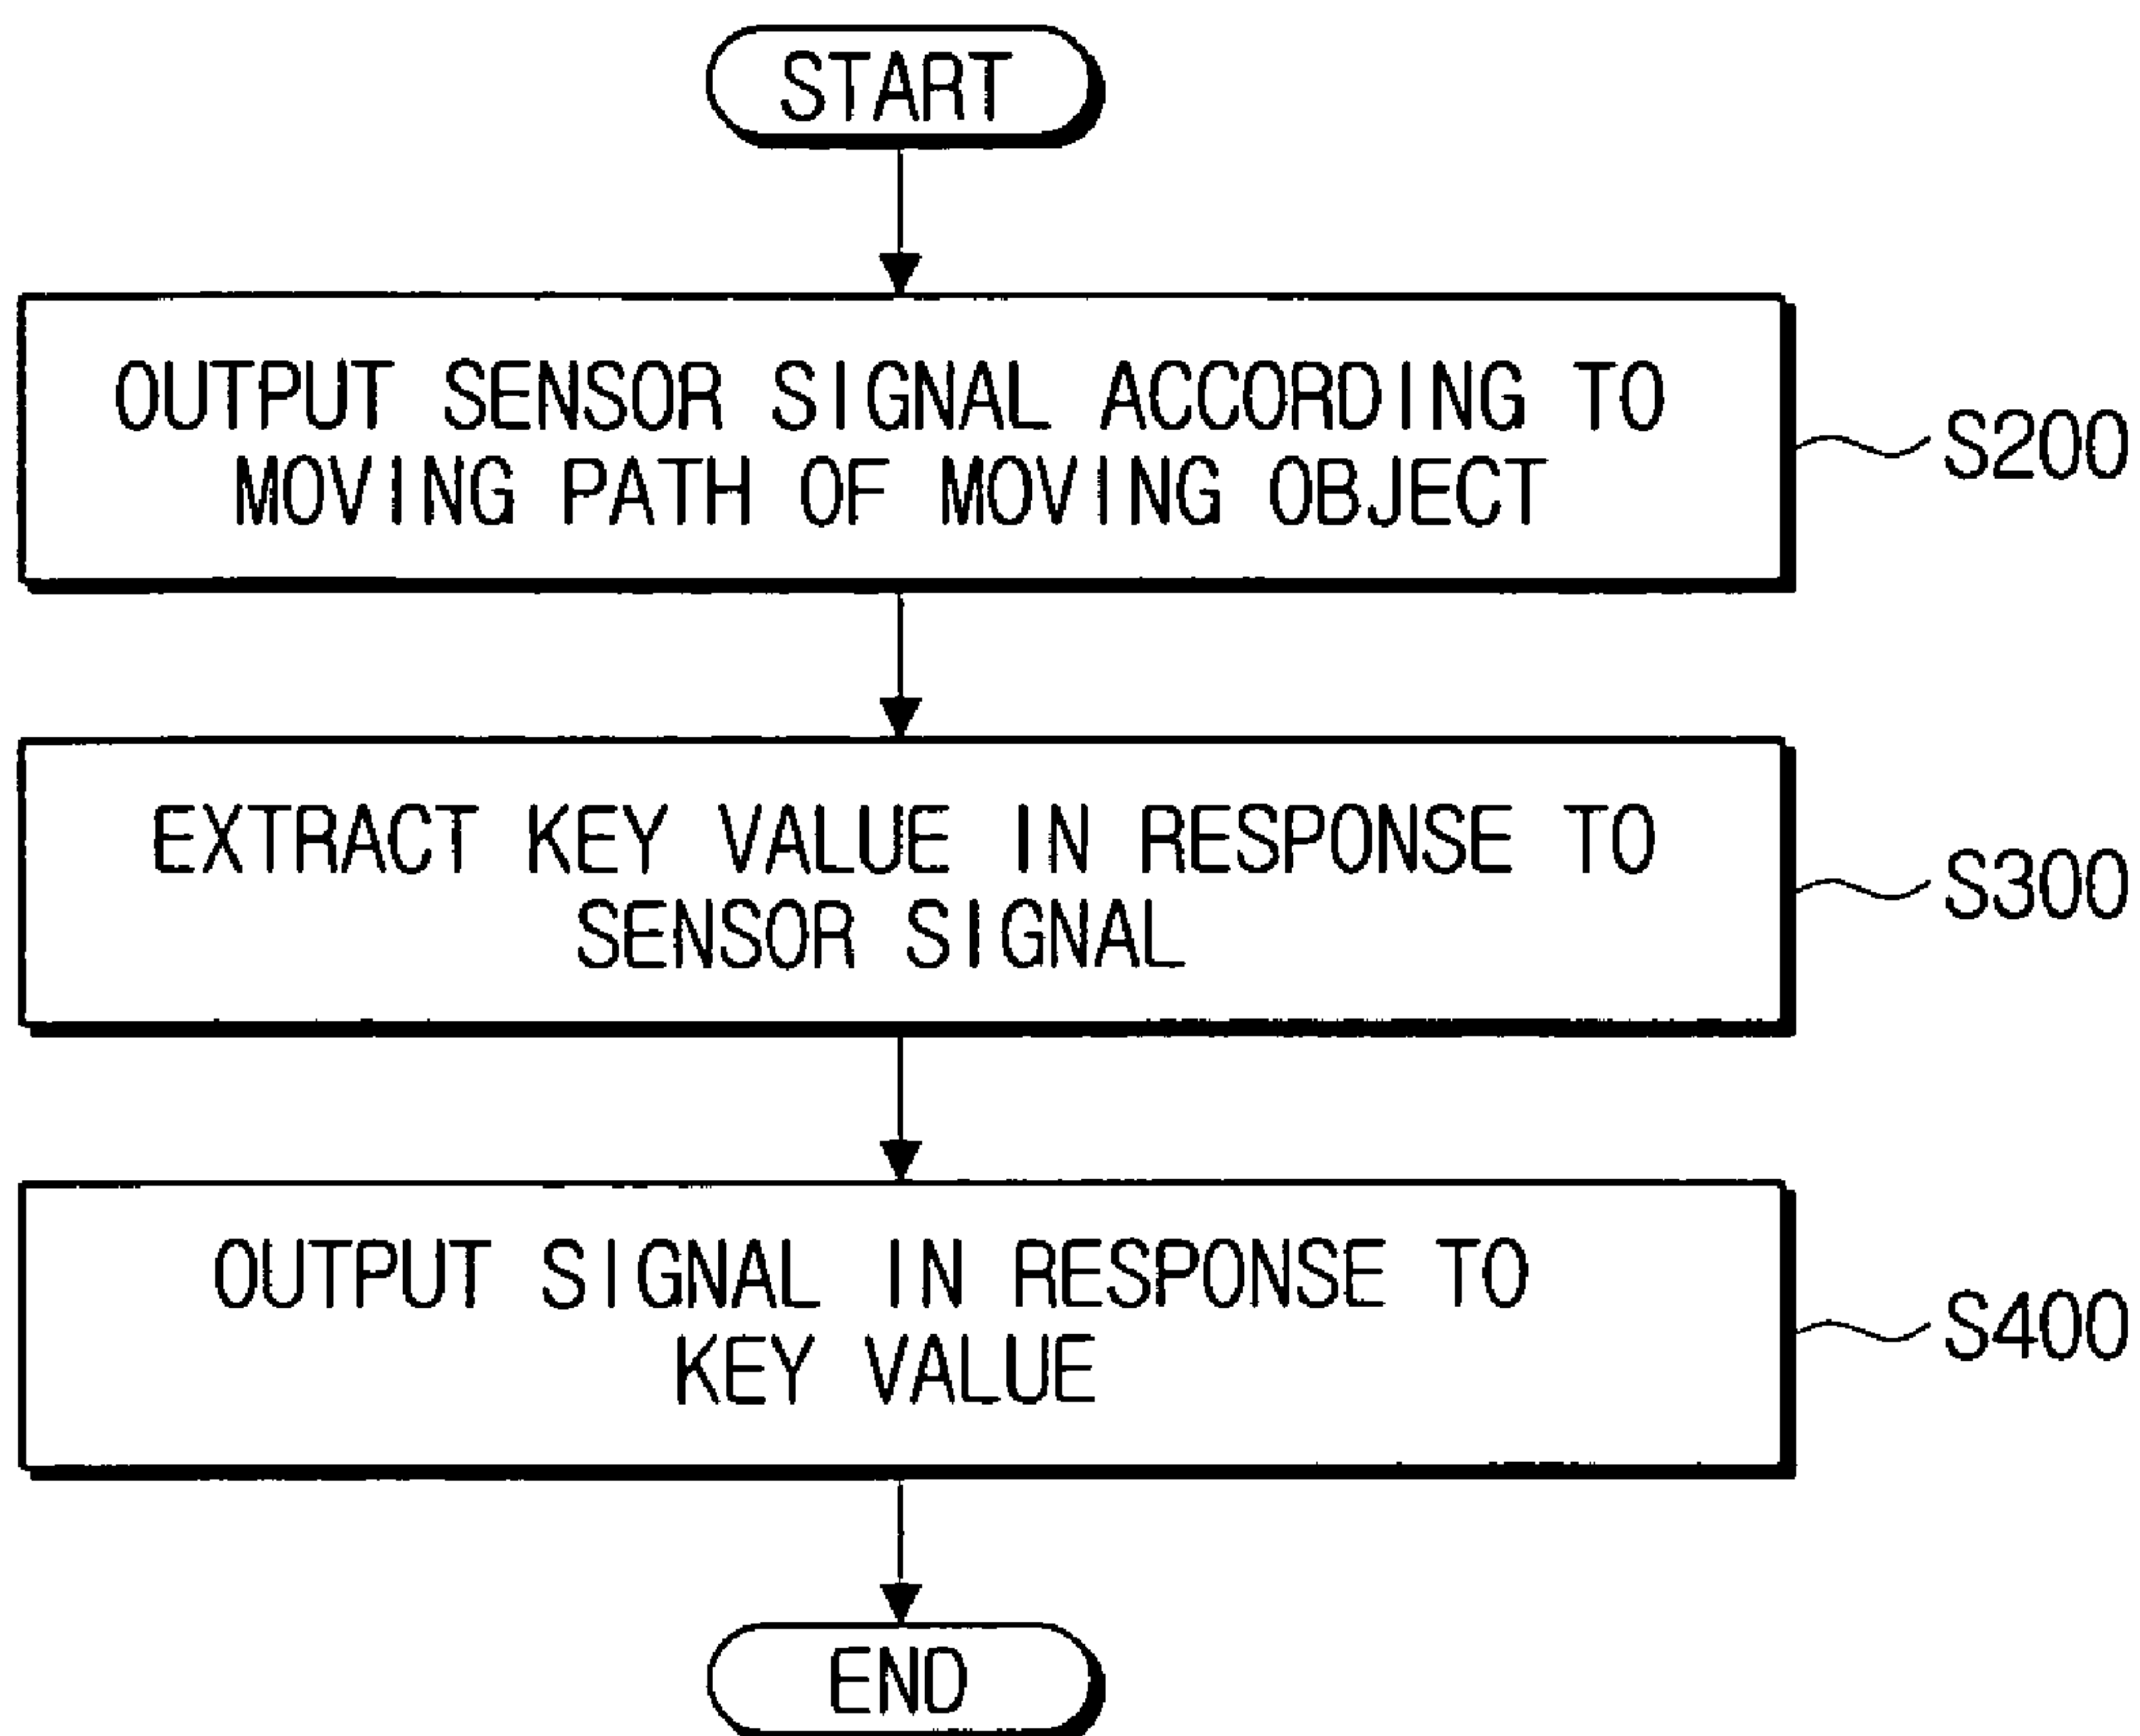 START
OUTPUT SENSOR SIGNAL ACCORDING TO
MOVING PATH OF MOVING OBJECT
S200
EXTRACT KEY VALUE IN RESPONSE TO
SENSOR SIGNAL
S300
OUTPUT SIGNAL IN RESPONSE TO
KEY VALUE
S400
END